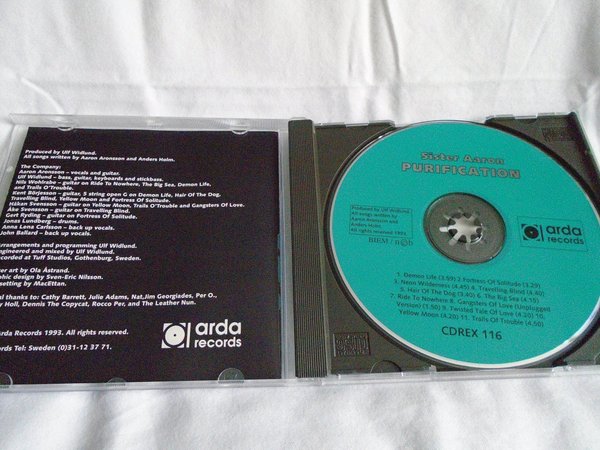 Produced by Ulf Widlund.
All songs written by Aaron Aronsson and Anders Holm.
The Company:
Aaron Aronsson - vocals and guitar.
Ulf Widlund - bass, guitar, keyboards and stickbass.
Nils Wohlrabe - guitar on Ride To Nowhere, The Big Sea, Demon Life,
and Trails O'Trouble.
Kent Börjesson - guitar, 5 string open G on Demon Life, Hair Of The Dog,
Travelling Blind, Yellow Moon and Fortress Of Solitude.
Håkan Svensson - guitar on Yellow Moon, Trails O'Trouble and Gangsters Of Love.
Åke Svensson - guitar on Travelling Blind.
Gert Ryding - guitar on Fortress Of Solitude.
Jonas Lundberg - drums.
Anna Lena Carlsson - back up vocals.
John Ballard - back up vocals.
rrangements and programming Ulf Widlund.
ngineered and mixed by Ulf Widlund.
ecorded at Tuff Studios, Gothenburg, Sweden.
er art by Ola Åstrand.
phic design by Sven-Eric Nilsson.
setting by MacEttan.
al thanks to: Cathy Barrett, Julie Adams, Nat, Jim Georgiades, Per O.,
y Holl, Dennis The Copycat, Rocco Per, and The Leather Nun.
rda Records 1993. All rights reserved.
ords Tel: Sweden (0)31-12 37 71.
arda
records
Sister Aaron
PURIFICATION
Produced by Ulf Widlund.
All songs written by
Aaron Aronsson and
Anders Holm.
All rights reserved 1993
BIEM / n©b
arda
records
1. Demon Life (3.59) 2 Fortress Of Solitude (3.29)
3. Neon Wilderness (4.45) 4. Travelling Blind (4.40)
5. Hair Of The Dog (3.40) 6. The Big Sea (4.15)
7. Ride To Nowhere 8. Gangsters Of Love (Unplugged
Version) (1.50) 9. Twisted Tale Of Love (4.20) 10.
Yellow Moon (4.20) 11. Trails Of Trouble (4.50)
CDREX 116